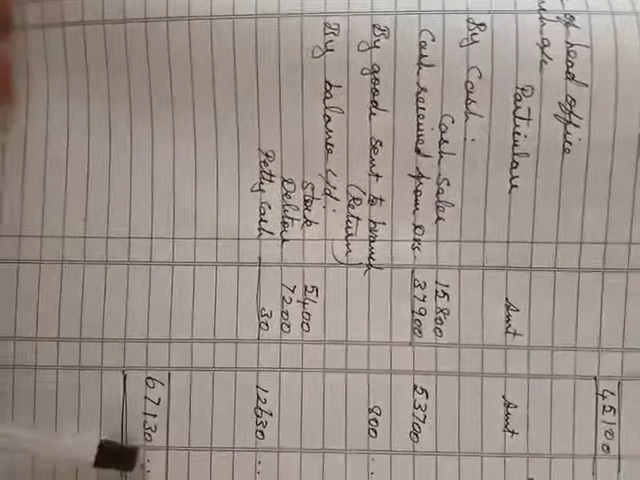 45100
of head office
Particulars Amt Amt
By Cash:
Cash Sales 15800
Cash received from Drs. 37900 53700
By goods sent to branch 800 ..
(Return)
By balance c/d:
Stock 5400
Debtor 7200
Petty cash 30 12630 ..
67130 ..